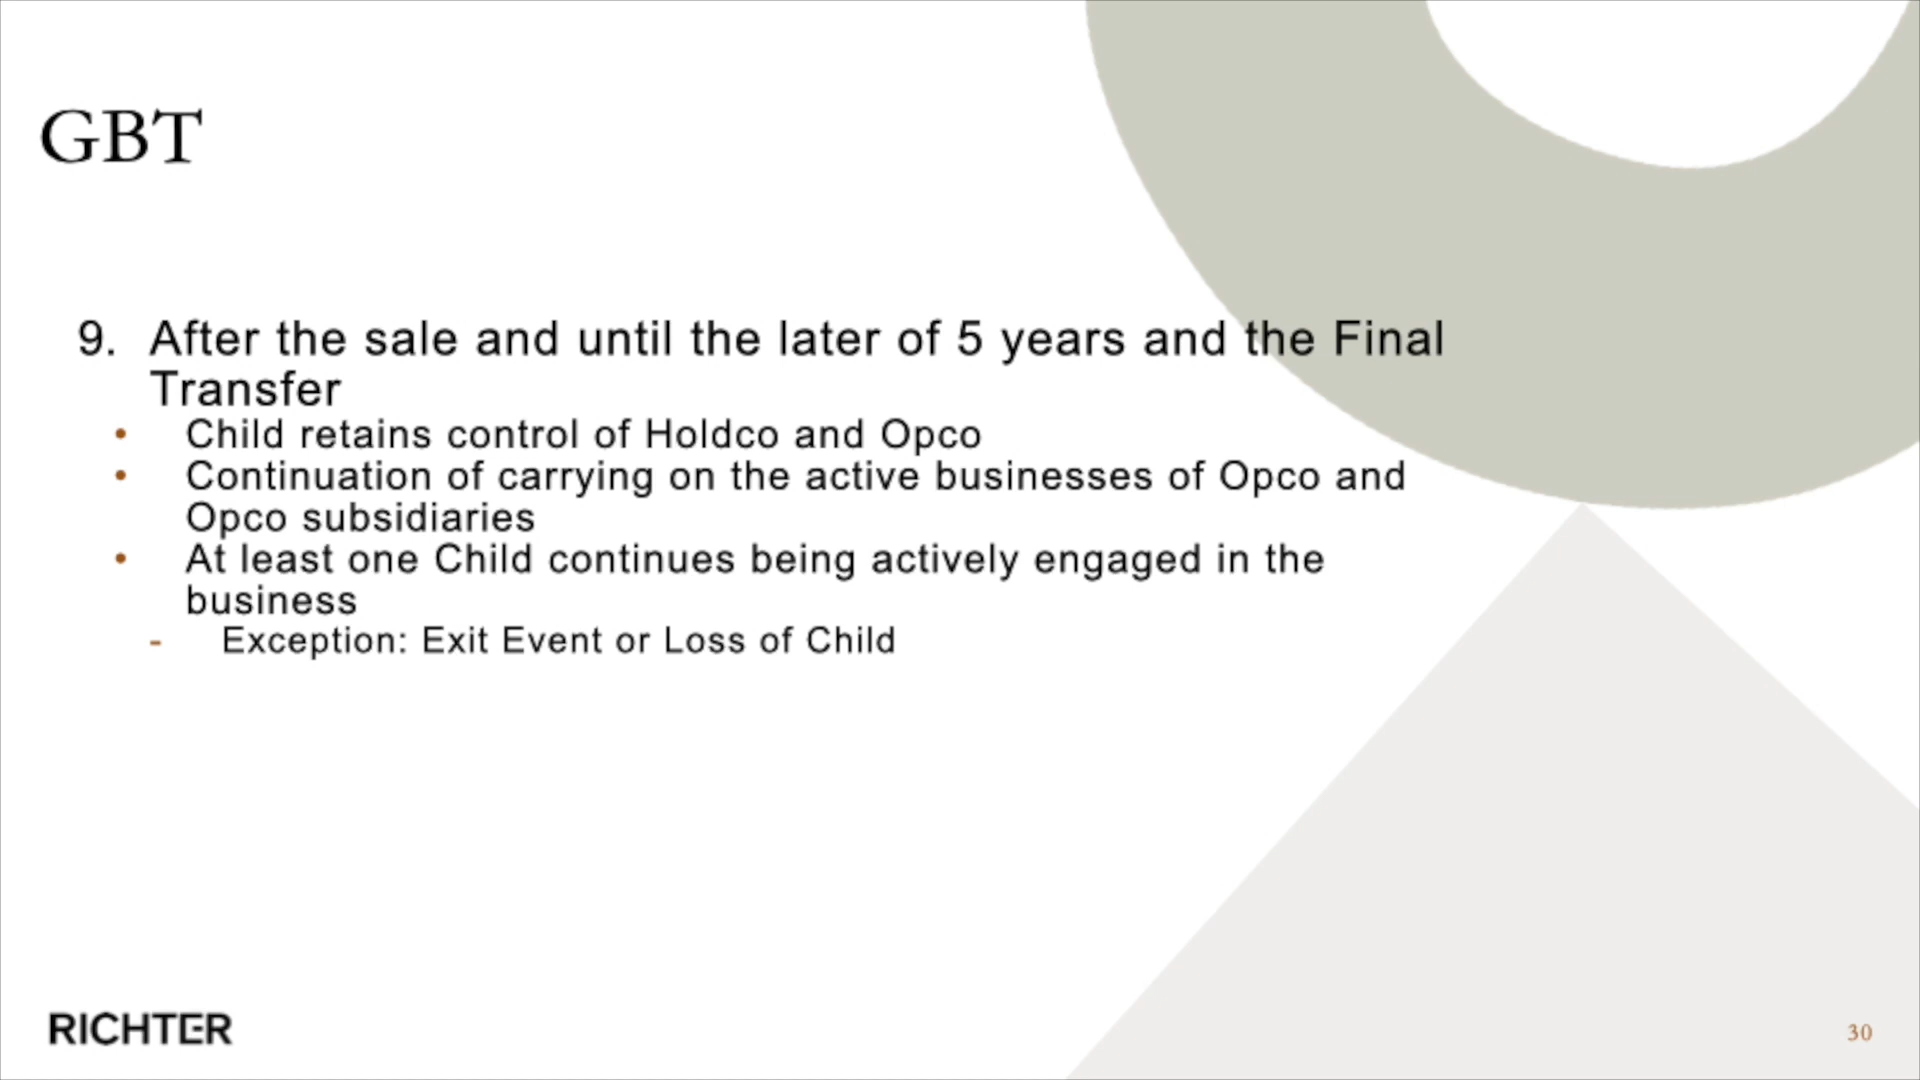 GBT
9. After the sale and until the later of 5 years and the Final
Transfer
• Child retains control of Holdco and Opco
• Continuation of carrying on the active businesses of Opco and
Opco subsidiaries
• At least one Child continues being actively engaged in the
business
- Exception: Exit Event or Loss of Child
RICHTER
30